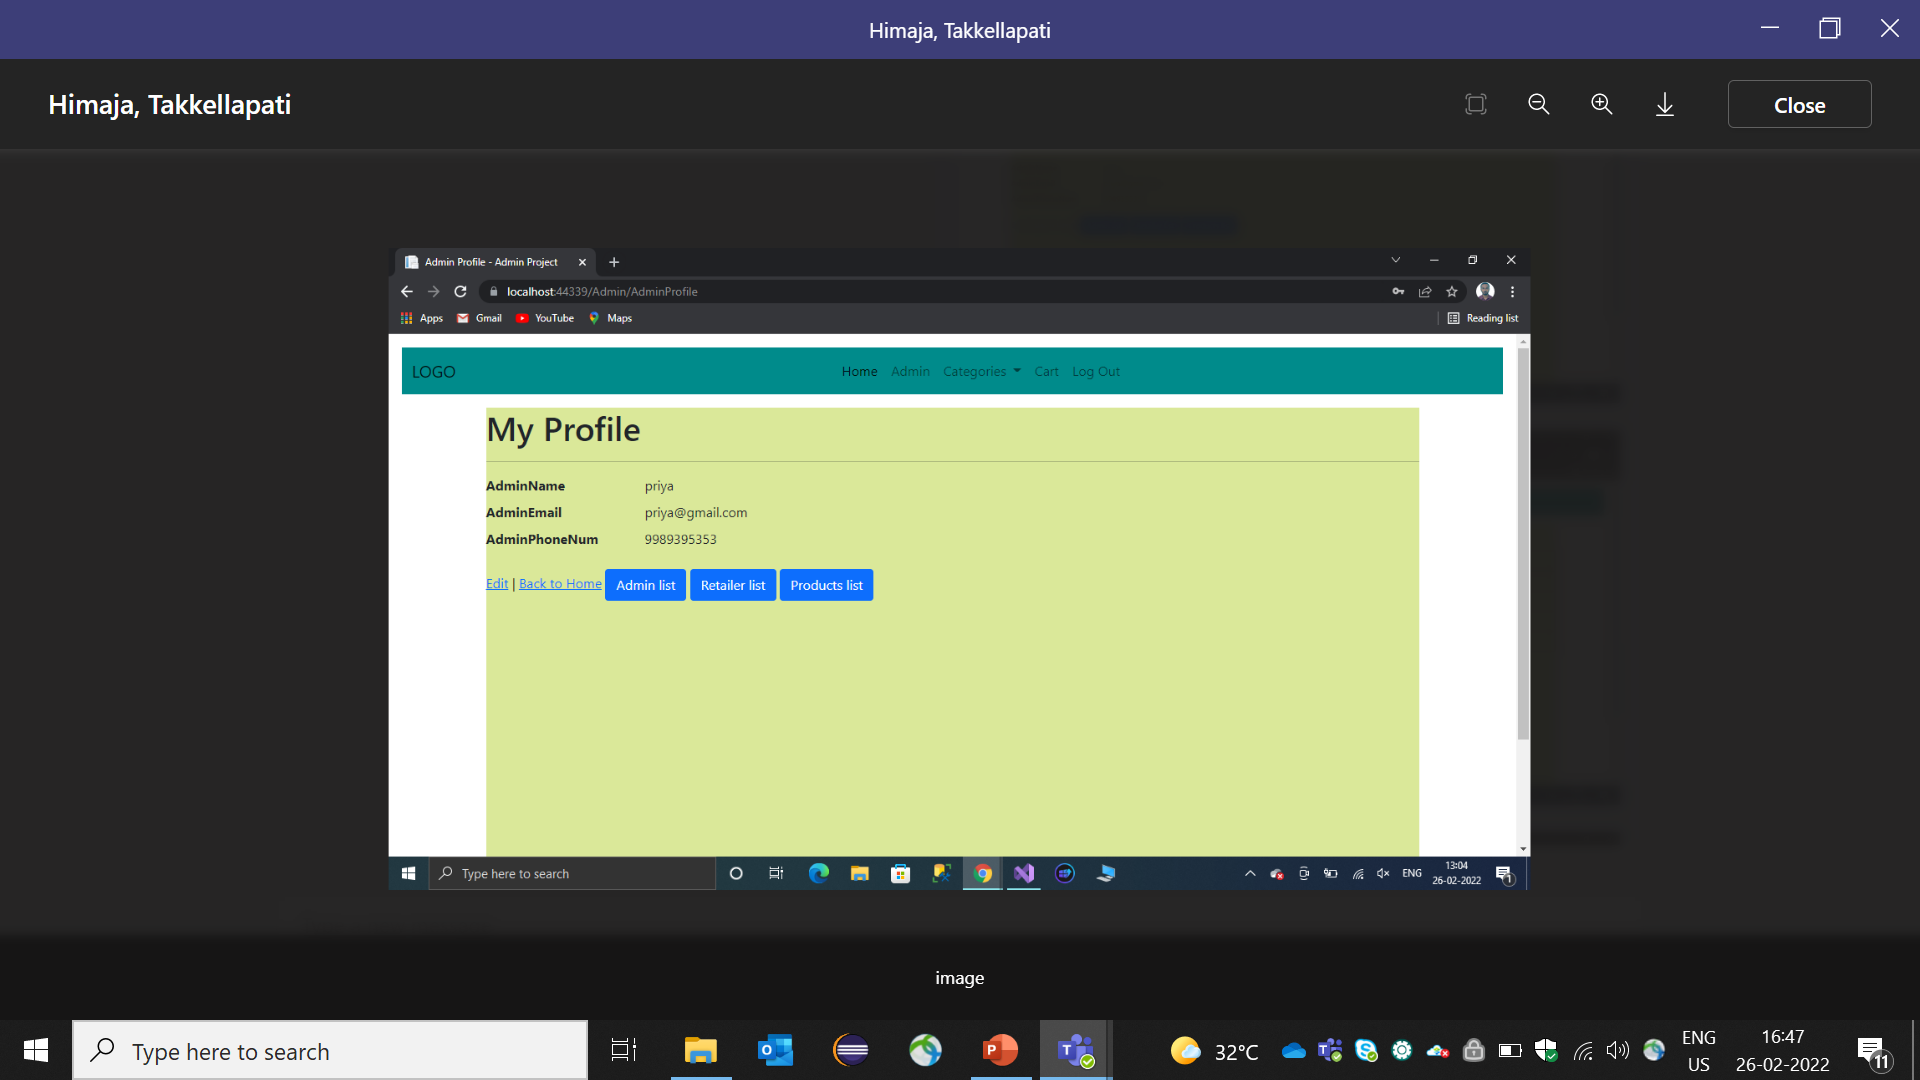 Himaja, Takkellapati
Himaja, Takkellapati
Close
Admin Profile - Admin Project
localhost:44339/Admin/AdminProfile
Apps Gmail YouTube Maps Reading list
LOGO Home Admin Categories Cart Log Out
My Profile
AdminName priya
AdminEmail priya@gmail.com
AdminPhoneNum 9989395353
Edit | Back to Home Admin list Retailer list Products list
Type here to search ENG 13:04
26-02-2022 1
image
Type here to search 32°C ENG 16:47
US 26-02-2022 11